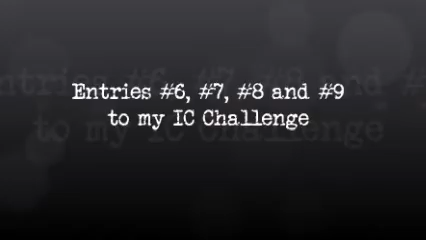 Entries #6, #7, #8 and #9
to my IC Challenge